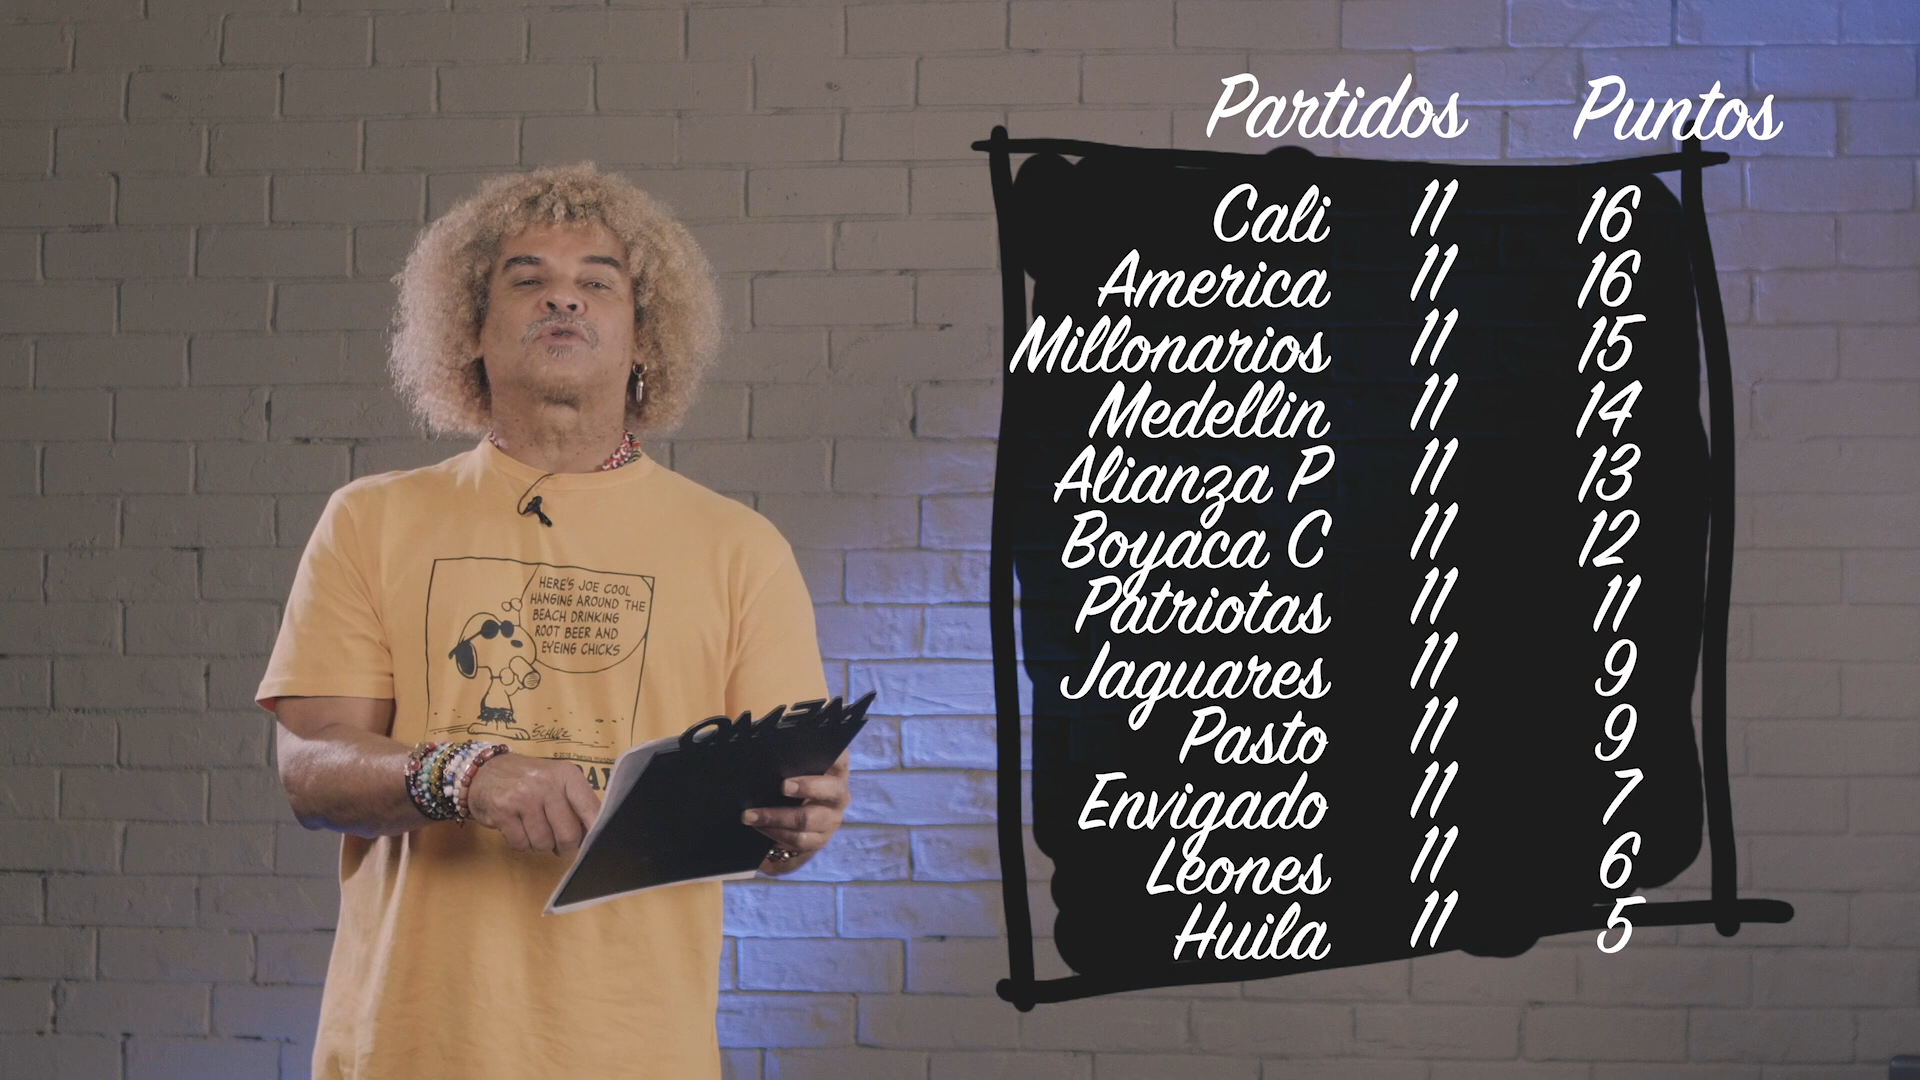 Partidos Puntos
Cali 11 16
America 11 16
Millonarios 11 15
Medellin 11 14
Alianza P 11 13
Boyaca C 11 12
Patriotas 11 11
Jaguares 11 9
Pasto 11 9
Envigado 11 7
Leones 11 6
Huila 11 5
HERE'S JOE COOL
HANGING AROUND THE
BEACH DRINKING
ROOT BEER AND
EYEING CHICKS
SCHULZ
MEMO